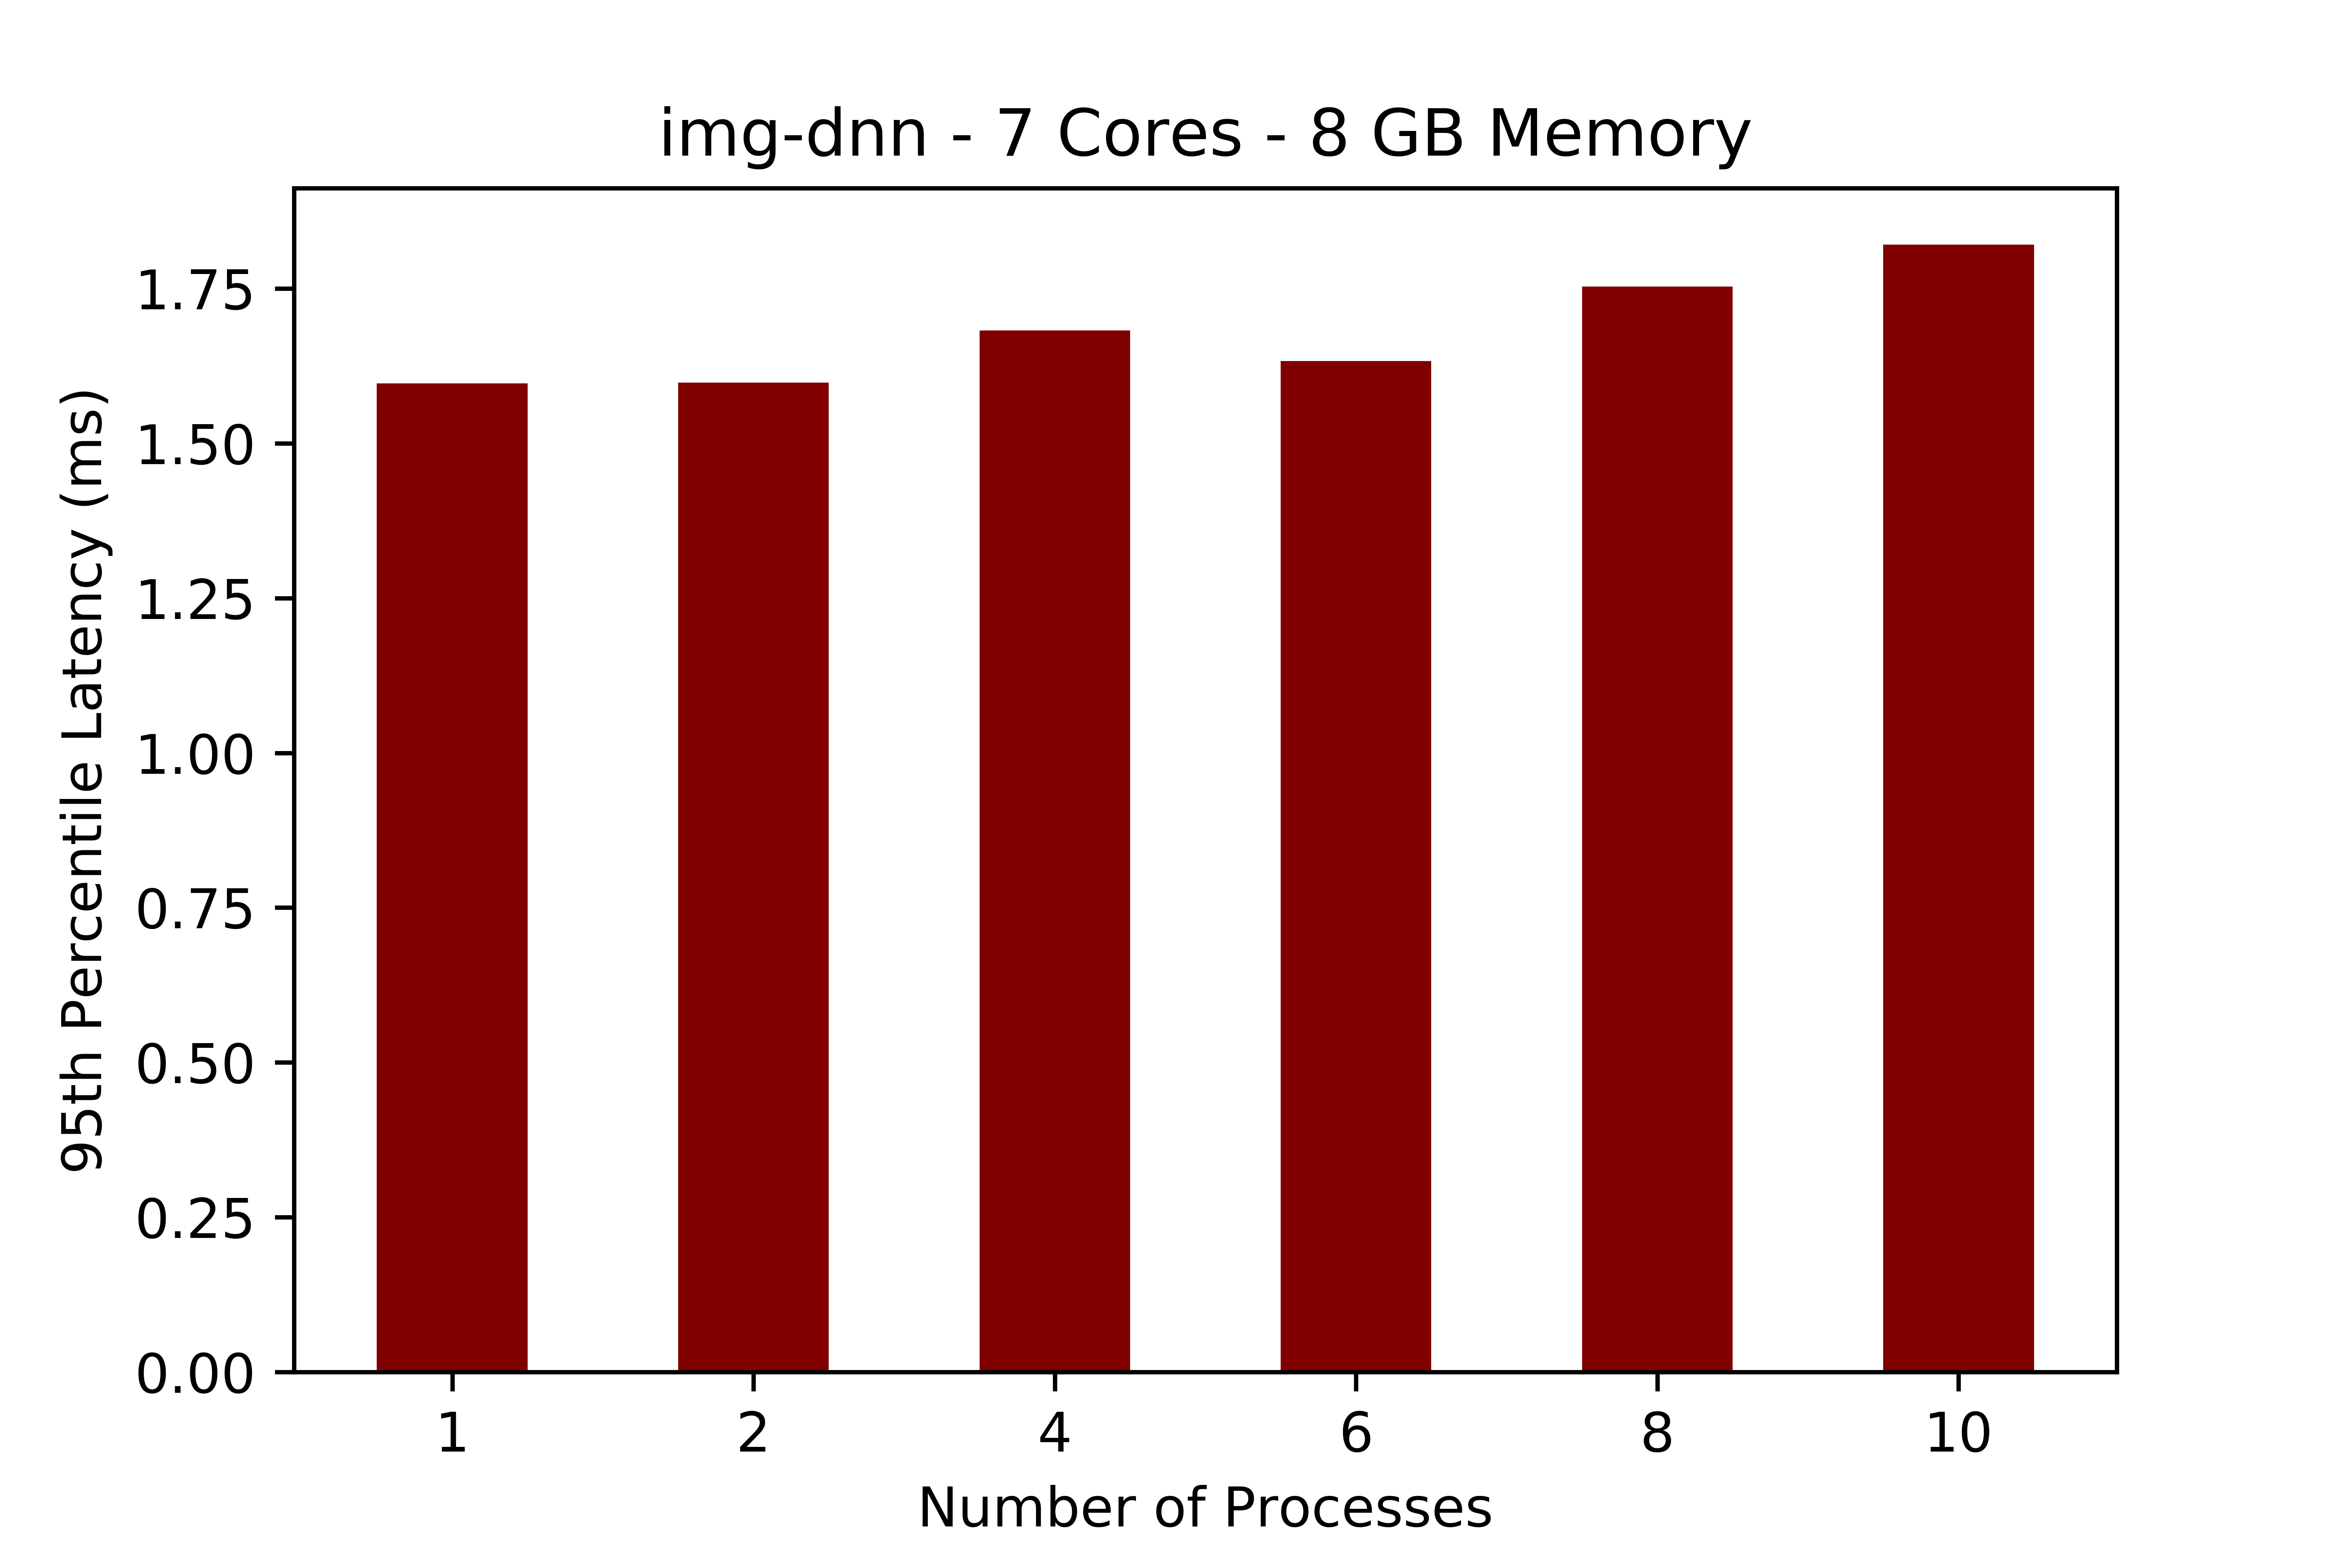 img-dnn - 7 Cores - 8 GB Memory
95th Percentile Latency (ms)
1.75
1.50
1.25
1.00
0.75
0.50
0.25
0.00
1 2 4 6 8 10
Number of Processes